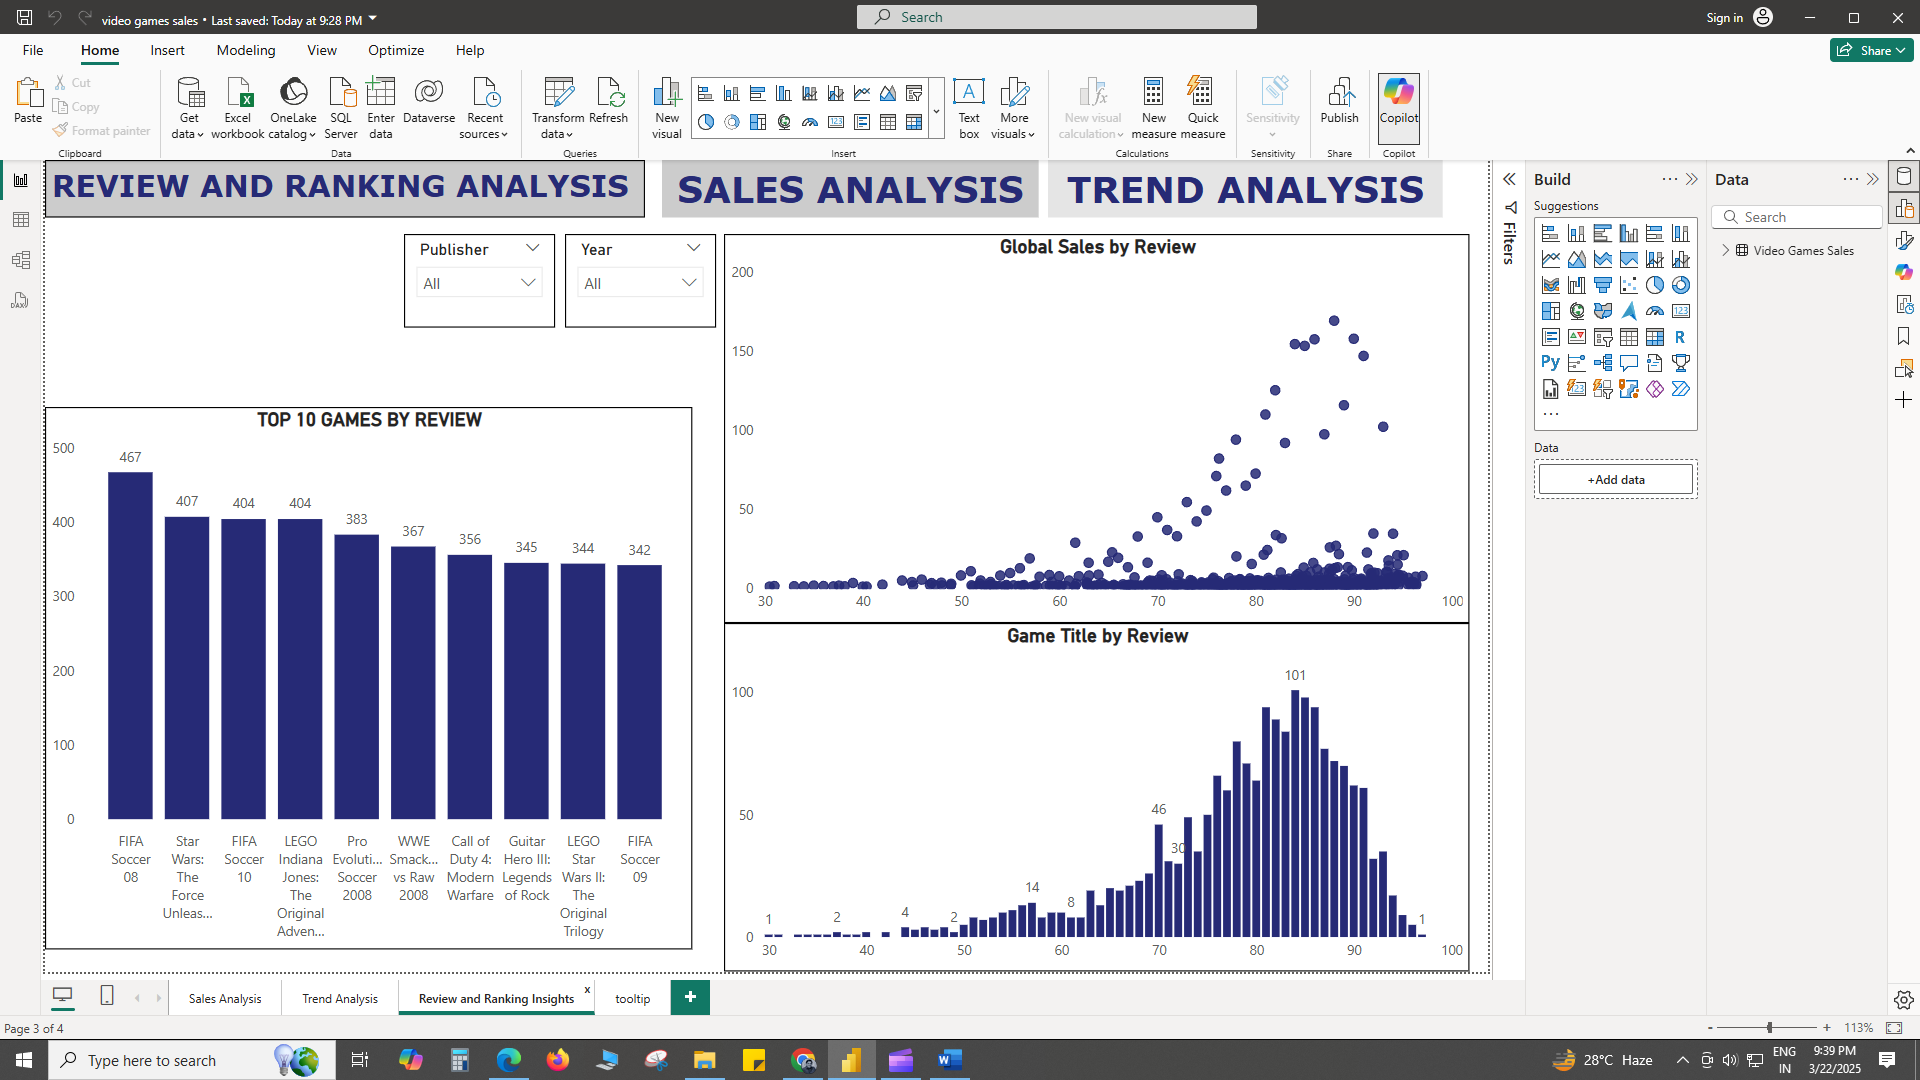 video games sales • Last saved: Today at 9:28 PM
Search
Sign in
File Home Insert Modeling View Optimize Help
Share
Paste
Cut
Copy
Format painter
Clipboard
Get data
Excel workbook
OneLake catalog
SQL Server
Enter data
Dataverse
Recent sources
Data
Transform data
Refresh
Queries
New visual
Text box
More visuals
Insert
New visual calculation
New measure
Quick measure
Calculations
Sensitivity
Sensitivity
Publish
Share
Copilot
Copilot
REVIEW AND RANKING ANALYSIS
SALES ANALYSIS
TREND ANALYSIS
Publisher
All
Year
All
TOP 10 GAMES BY REVIEW
500
400
300
200
100
0
467
407
404
404
383
367
356
345
344
342
FIFA Soccer 08
Star Wars: The Force Unleas...
FIFA Soccer 10
LEGO Indiana Jones: The Original Adven...
Pro Evoluti... Soccer 2008
WWE Smack... vs Raw 2008
Call of Duty 4: Modern Warfare
Guitar Hero III: Legends of Rock
LEGO Star Wars II: The Original Trilogy
FIFA Soccer 09
Global Sales by Review
200
150
100
50
0
30 40 50 60 70 80 90 100
Game Title by Review
100
50
0
1 2 4 2 14 8 46 30 101 1
30 40 50 60 70 80 90 100
Filters
Build
Suggestions
R
Py
Data
+Add data
Data
Search
Video Games Sales
DAX
Sales Analysis
Trend Analysis
Review and Ranking Insights
x
tooltip
+
Page 3 of 4
- + 113%
Type here to search
28°C Haze
ENG
IN
9:39 PM
3/22/2025